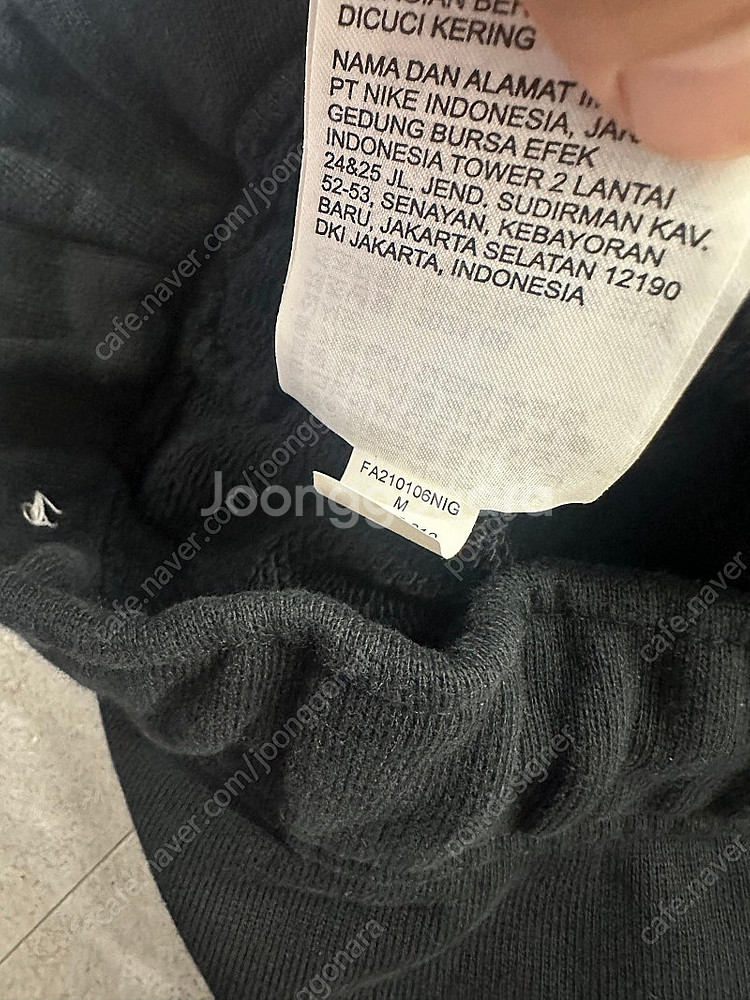 DICUCI KERING
NAMA DAN ALAMAT
PT NIKE INDONESIA,
GEDUNG BURSA EFEK
INDONESIA TOWER 2 LANTAI
24&25 JL. JEND. SUDIRMAN KAV.
52-53, SENAYAN, KEBAYORAN
BARU, JAKARTA SELATAN 12190
DKI JAKARTA, INDONESIA
FA210106NIG
M
Joonggonara
cafe.naver.com/joonggonara